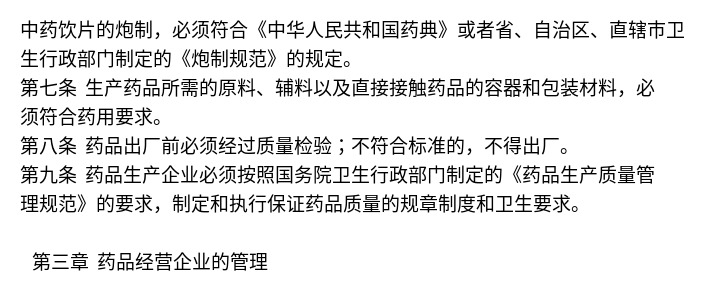 中药饮片的炮制，必须符合《中华人民共和国药典》或者省、自治区、直辖市卫
生行政部门制定的《炮制规范》的规定。
第七条 生产药品所需的原料、辅料以及直接接触药品的容器和包装材料，必
须符合药用要求。
第八条 药品出厂前必须经过质量检验；不符合标准的，不得出厂。
第九条 药品生产企业必须按照国务院卫生行政部门制定的《药品生产质量管
理规范》的要求，制定和执行保证药品质量的规章制度和卫生要求。
第三章 药品经营企业的管理